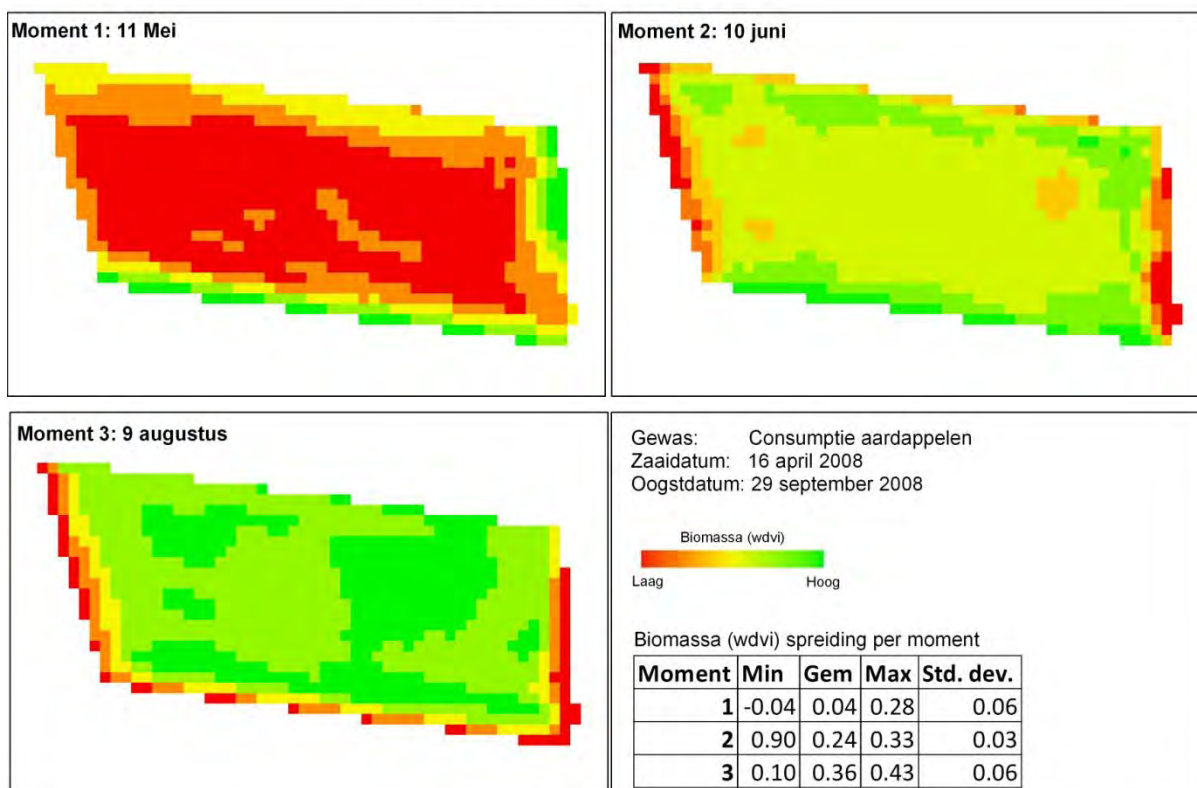 Moment 1: 11 Mei
Moment 2: 10 juni
Moment 3: 9 augustus
Gewas: Consumptie aardappelen
Zaaidatum: 16 april 2008
Oogstdatum: 29 september 2008
Biomassa (wdvi)
Laag Hoog
Biomassa (wdvi) spreiding per moment
Moment Min Gem Max Std. dev.
1 -0.04 0.04 0.28 0.06
2 0.90 0.24 0.33 0.03
3 0.10 0.36 0.43 0.06